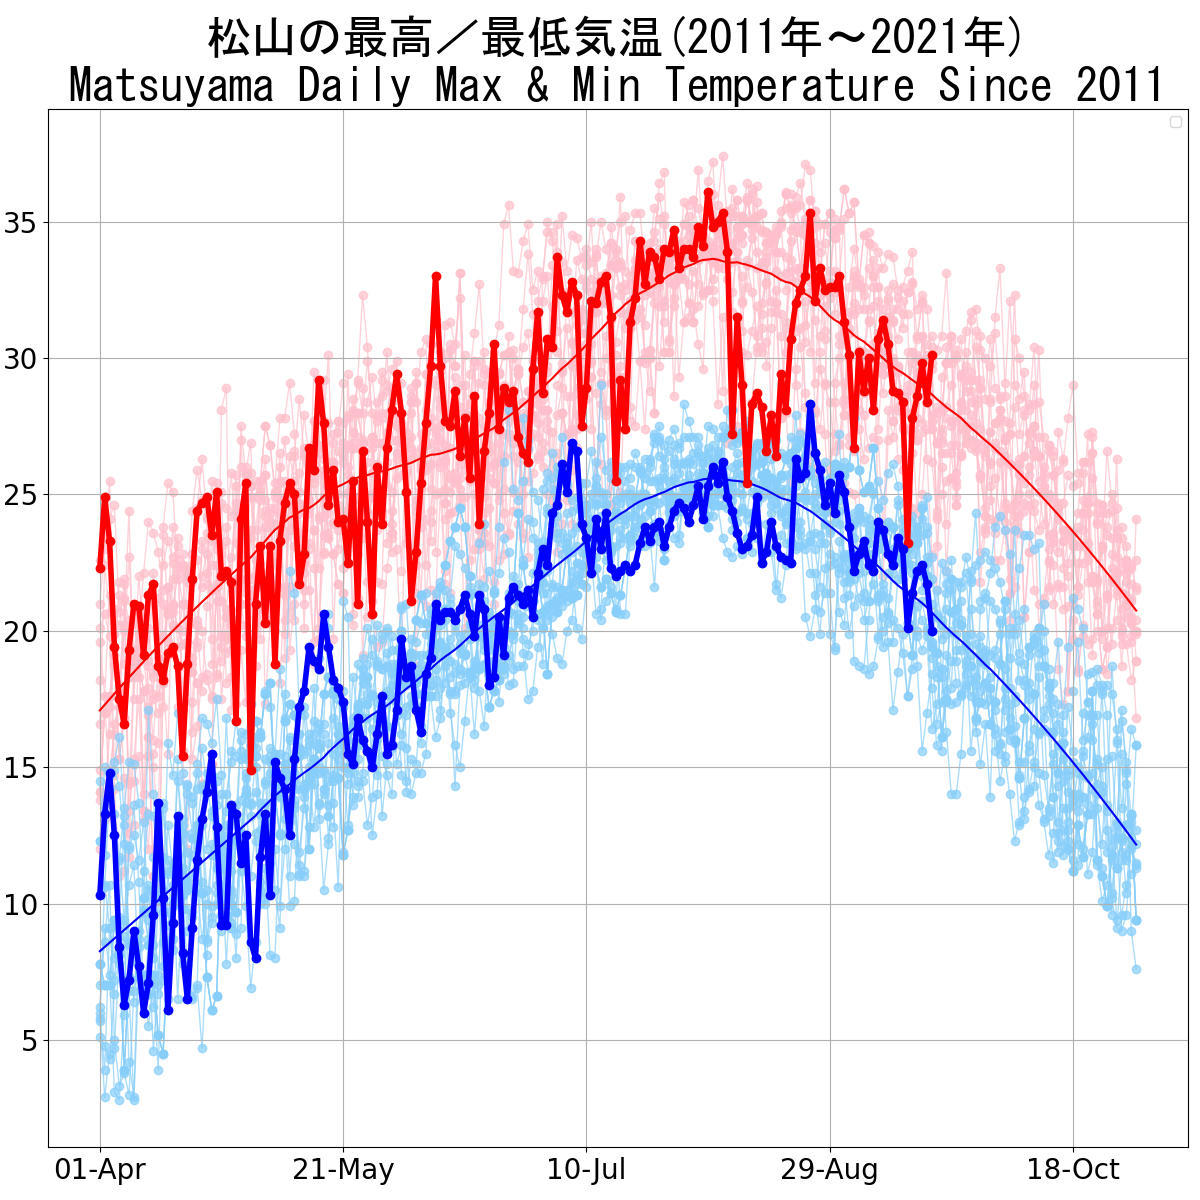 松山の最高／最低気温(2011年～2021年)
Matsuyama Daily Max & Min Temperature Since 2011
35
30
25
20
15
10
5
01-Apr 21-May 10-Jul 29-Aug 18-Oct